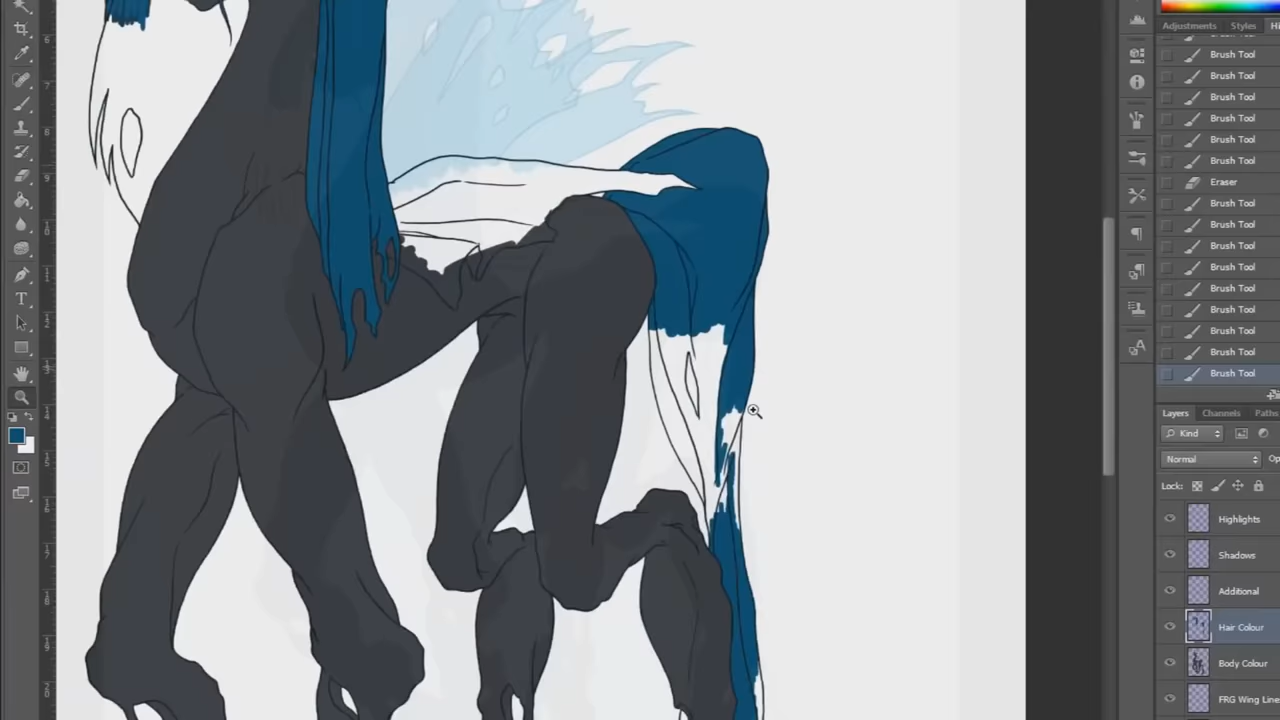 Adjustments Styles Hi
Brush Tool
Brush Tool
Brush Tool
Brush Tool
Brush Tool
Brush Tool
Eraser
Brush Tool
Brush Tool
Brush Tool
Brush Tool
Brush Tool
Brush Tool
Brush Tool
Brush Tool
Brush Tool
Layers Channels Paths
Kind
Normal Op
Lock:
Highlights
Shadows
Additional
Hair Colour
Body Colour
FRG Wing Line